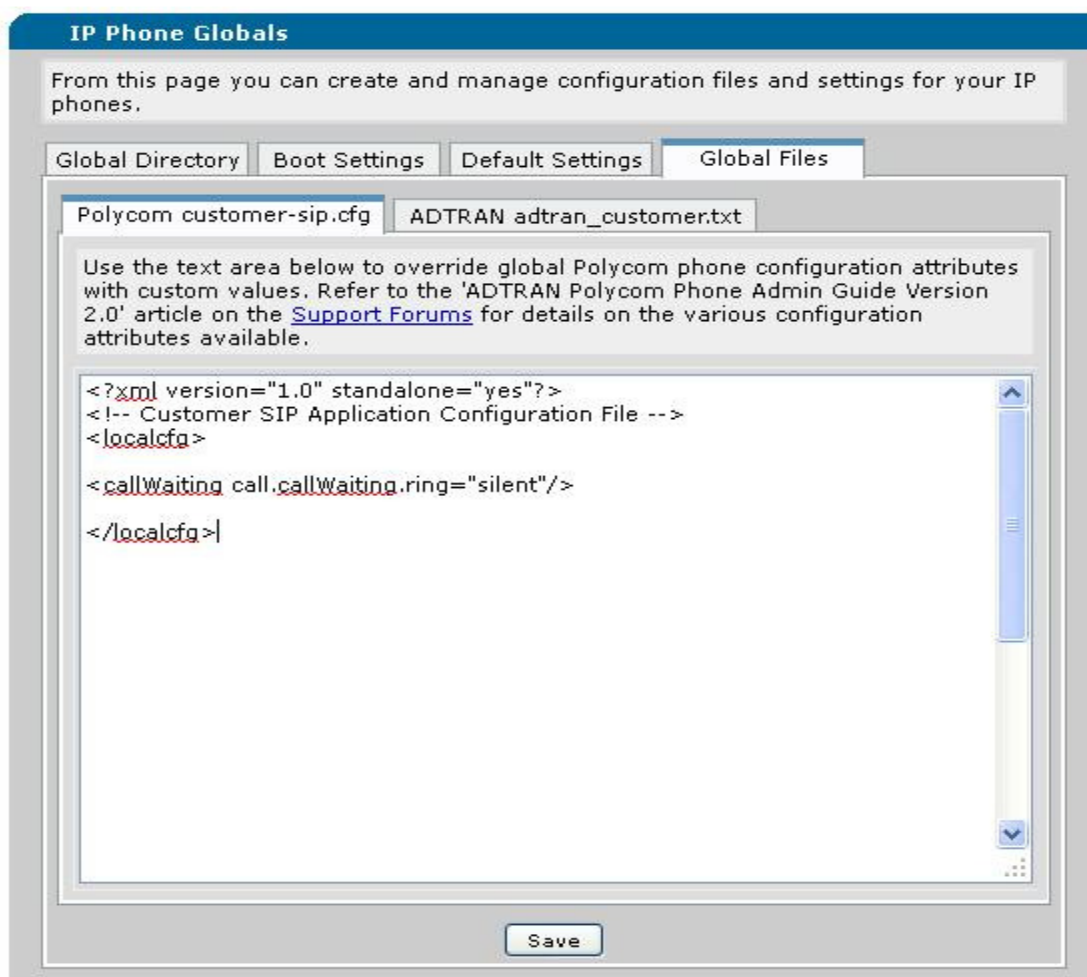 IP Phone Globals
From this page you can create and manage configuration files and settings for your IP
phones.
Global Directory Boot Settings Default Settings Global Files
Polycom customer-sip.cfg ADTRAN adtran_customer.txt
Use the text area below to override global Polycom phone configuration attributes
with custom values. Refer to the 'ADTRAN Polycom Phone Admin Guide Version
2.0' article on the Support Forums for details on the various configuration
attributes available.
<?xml version="1.0" standalone="yes"?>
<!-- Customer SIP Application Configuration File -->
<localcfg>
<callWaiting call.callWaiting.ring="silent"/>
</localcfg>
Save